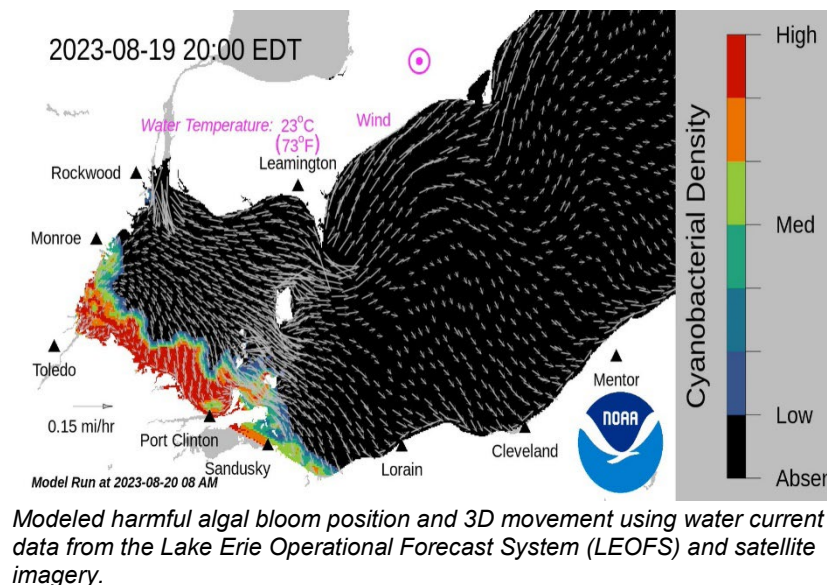 2023-08-19 20:00 EDT
High
Water Temperature: 23°C
Wind
(73°F)
Leamington
Rockwood
Monroe
Med
Cyanobacterial Density
Toledo
Mentor
0.15 mi/hr
NOAA
Low
Port Clinton
Cleveland
Sandusky
Lorain
Model Run at 2023-08-20 08 AM
Absen
Modeled harmful algal bloom position and 3D movement using water current
data from the Lake Erie Operational Forecast System (LEOFS) and satellite
imagery.